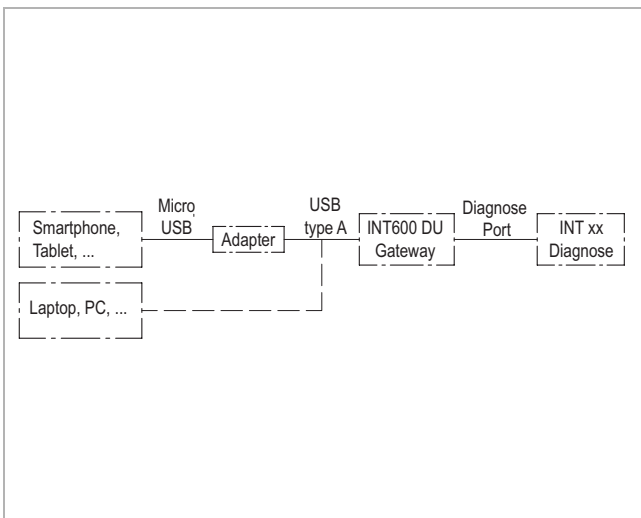 Micro
USB
USB
type A
Diagnose
Port
Smartphone,
Tablet, ...
Adapter
INT600 DU
Gateway
INT xx
Diagnose
Laptop, PC, ...